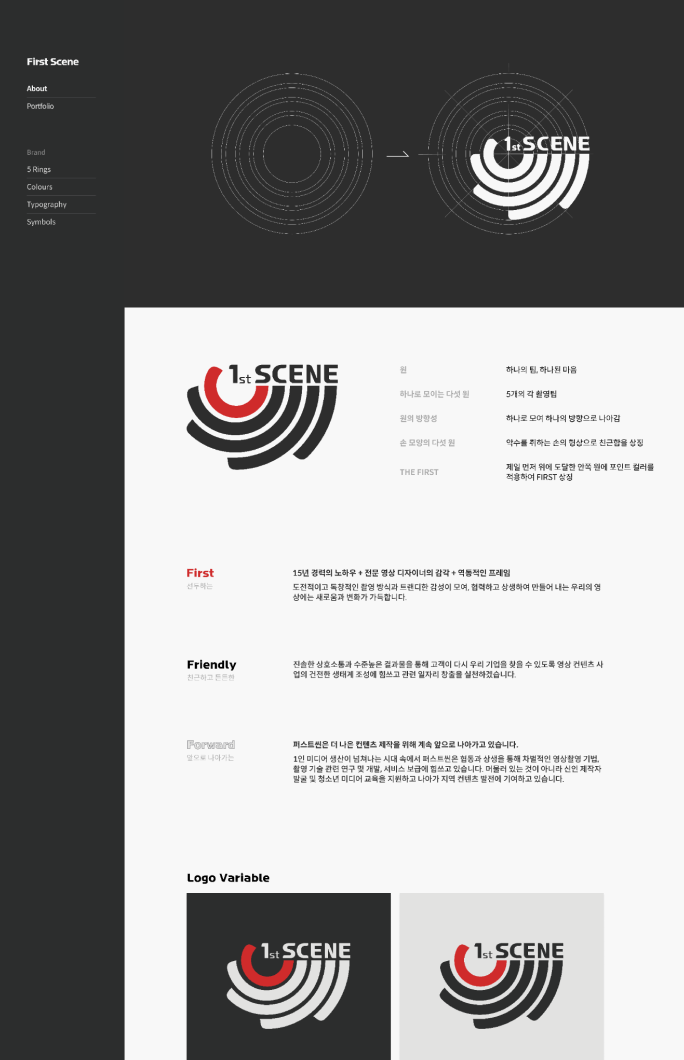 First Scene
About
Portfolio
Brand
5 Rings
Colours
Typography
Symbols
1st SCENE
1st SCENE
원 하나의 팀, 하나된 마음
하나로 모이는 다섯 원 5개의 각 촬영팀
원의 방향성 하나로 모여 하나의 방향으로 나아감
손 모양의 다섯 원 악수를 취하는 손의 형상으로 친근함을 상징
THE FIRST 제일 먼저 위에 도달한 안쪽 원에 포인트 컬러를
적용하여 FIRST 상징
First
선두하는
15년 경력의 노하우 + 전문 영상 디자이너의 감각 + 역동적인 프레임
도전적이고 독창적인 촬영 방식과 트렌디한 감성이 모여, 협력하고 상생하여 만들어 내는 우리의 영
상에는 새로움과 변화가 가득합니다.
Friendly
친근하고 든든한
진솔한 상호소통과 수준높은 결과물을 통해 고객이 다시 우리 기업을 찾을 수 있도록 영상 컨텐츠 사
업의 건전한 생태계 조성에 힘쓰고 관련 일자리 창출을 실천하겠습니다.
Forward
앞으로 나아가는
퍼스트씬은 더 나은 컨텐츠 제작을 위해 계속 앞으로 나아가고 있습니다.
1인 미디어 생산이 넘쳐나는 시대 속에서 퍼스트씬은 협동과 상생을 통해 차별적인 영상촬영 기법,
촬영 기술 관련 연구 및 개발, 서비스 보급에 힘쓰고 있습니다. 머물러 있는 것이 아니라 신인 제작자
발굴 및 청소년 미디어 교육을 지원하고 나아가 지역 컨텐츠 발전에 기여하고 있습니다.
Logo Variable
1st SCENE
1st SCENE